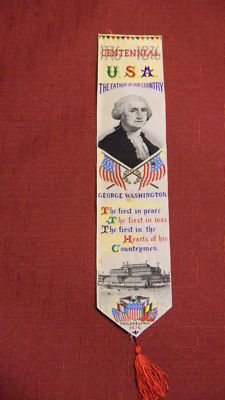 1776 1876
CENTENNIAL
U.S.A.
THE FATHER OF OUR COUNTRY
GEORGE WASHINGTON
The first in peace.
The first in war.
The first in the
Hearts of his
Countrymen.
PHILADELPHIA
1876.